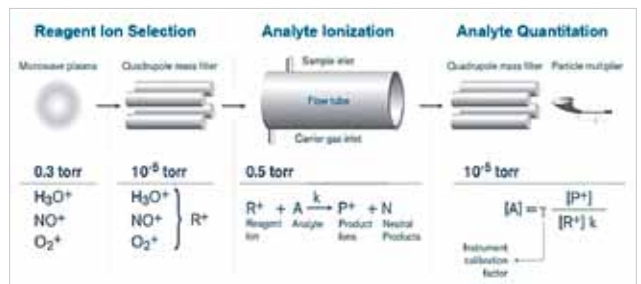 Reagent Ion Selection
Analyte Ionization
Analyte Quantitation
Microwave plasma
Quadrupole mass filter
Sample inlet
Flow tube
Carrier gas inlet
Quadrupole mass filter
Particle multiplier
0.3 torr
10⁻⁵ torr
0.5 torr
10⁻⁵ torr
H₃O+
NO+
O₂+
H₃O+
NO+
O₂+
R+
R+ + A k→ P+ + N
Reagent Ion
Analyte
Product Ions
Neutral Products
[A] = γ [P+] / [R+] k
Instrument
calibration
factor